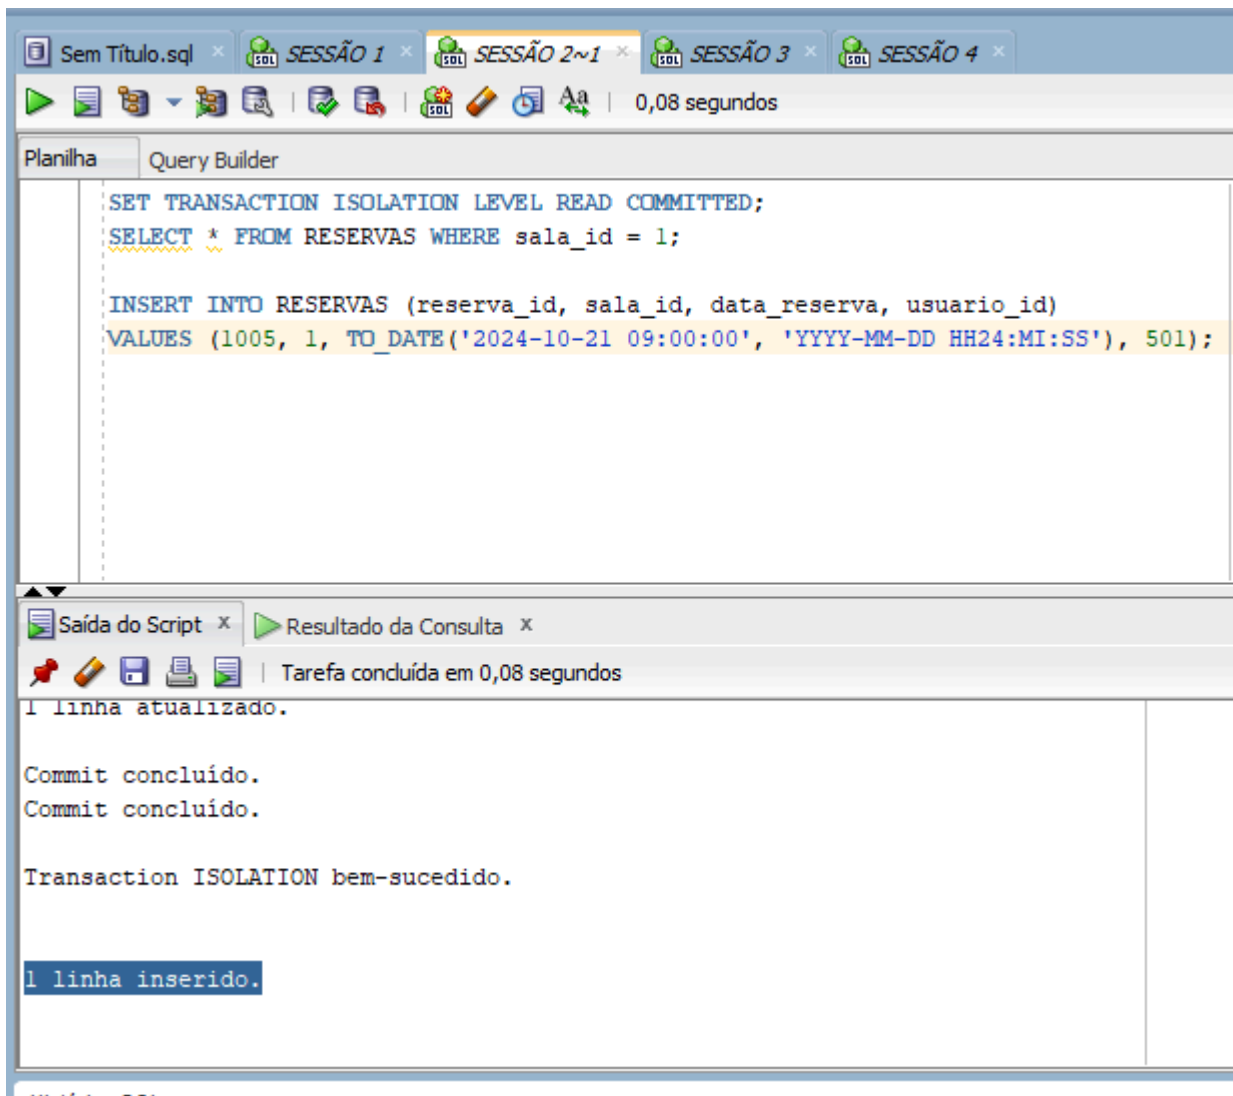 Sem Título.sql SESSÃO 1 SESSÃO 2~1 SESSÃO 3 SESSÃO 4
0,08 segundos
Planilha Query Builder
SET TRANSACTION ISOLATION LEVEL READ COMMITTED;
SELECT * FROM RESERVAS WHERE sala_id = 1;
INSERT INTO RESERVAS (reserva_id, sala_id, data_reserva, usuario_id)
VALUES (1005, 1, TO_DATE('2024-10-21 09:00:00', 'YYYY-MM-DD HH24:MI:SS'), 501);
Saída do Script x Resultado da Consulta x
Tarefa concluída em 0,08 segundos
1 linha atualizado.
Commit concluído.
Commit concluído.
Transaction ISOLATION bem-sucedido.
1 linha inserido.